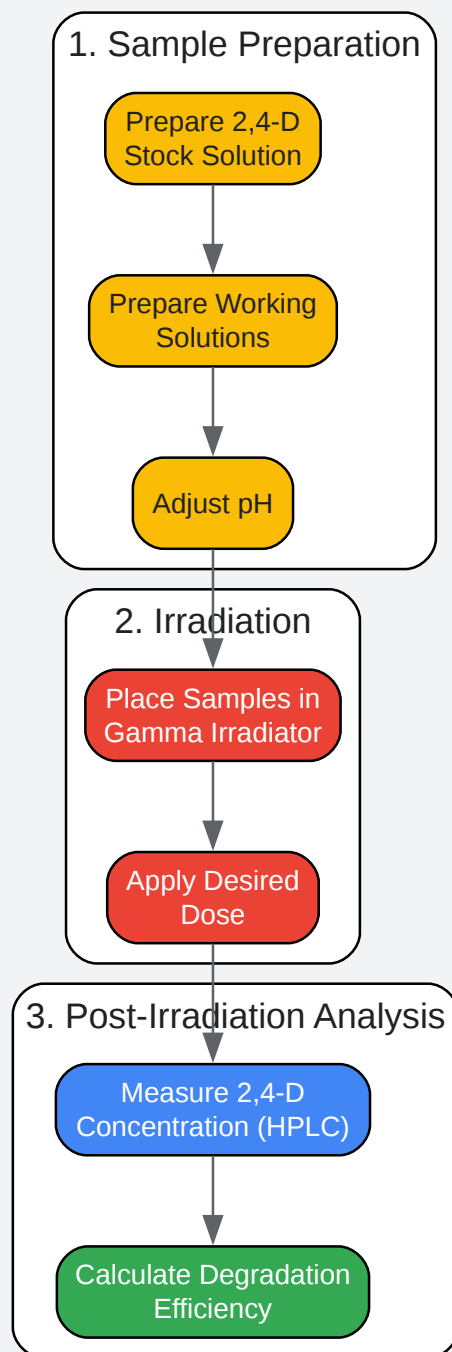 1. Sample Preparation
Prepare 2,4-D
Stock Solution
Prepare Working
Solutions
Adjust pH
2. Irradiation
Place Samples in
Gamma Irradiator
Apply Desired
Dose
3. Post-Irradiation Analysis
Measure 2,4-D
Concentration (HPLC)
Calculate Degradation
Efficiency